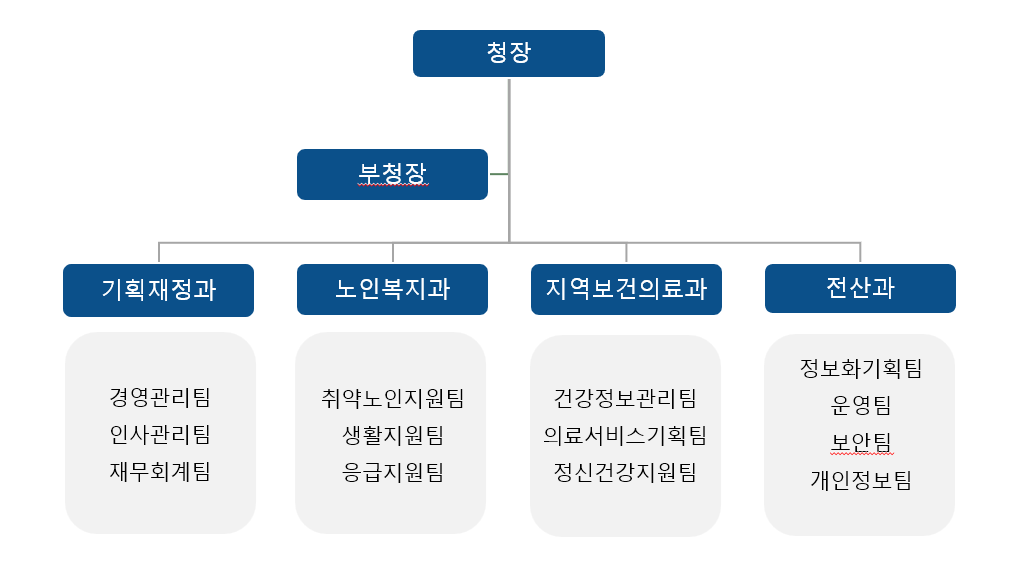 청장
부청장
기획재정과
경영관리팀
인사관리팀
재무회계팀
노인복지과
취약노인지원팀
생활지원팀
응급지원팀
지역보건의료과
건강정보관리팀
의료서비스기획팀
정신건강지원팀
전산과
정보화기획팀
운영팀
보안팀
개인정보팀